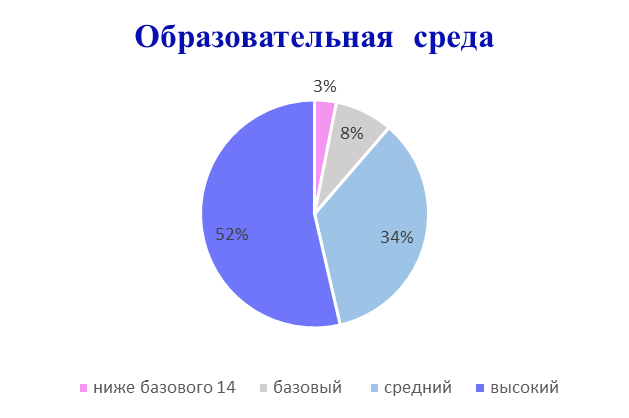 Образовательная среда
3%
8%
34%
52%
ниже базового 14 базовый средний высокий